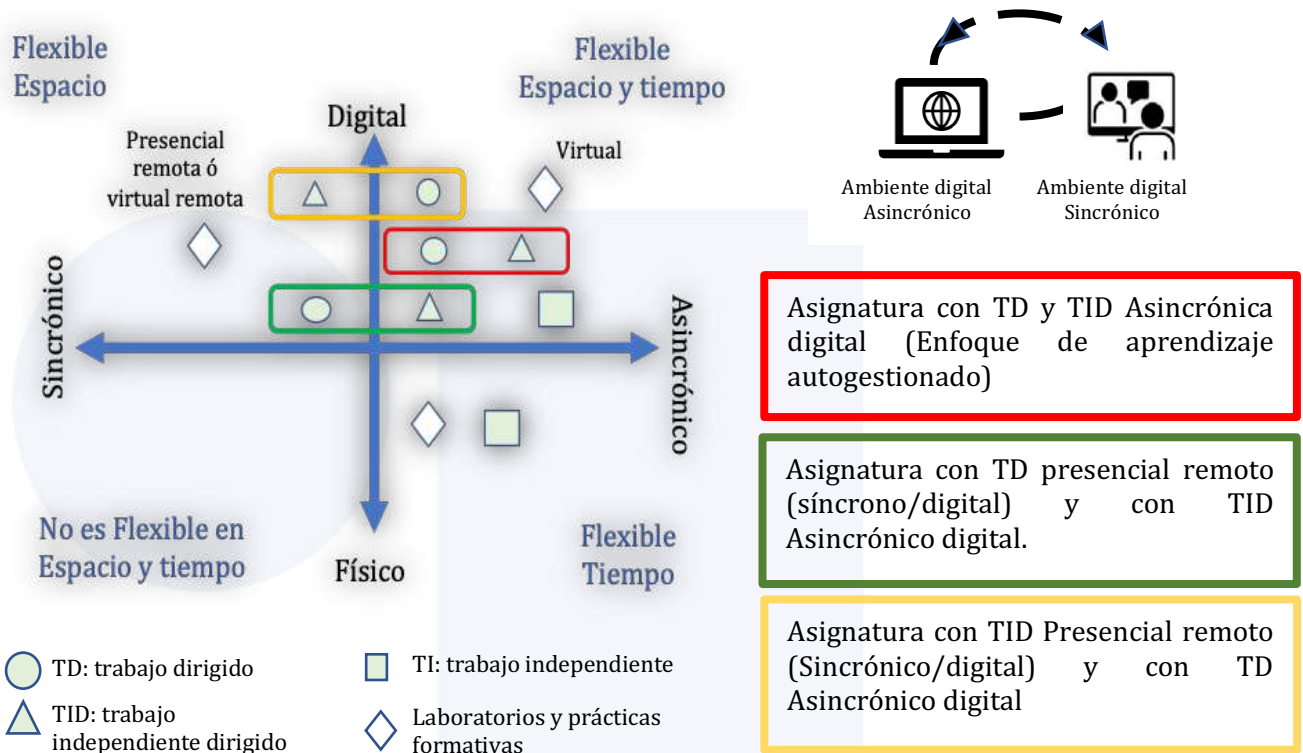 Flexible
Espacio
Flexible
Espacio y tiempo
Digital
Presencial
remota ó
virtual remota
Virtual
Sincrónico
Asincrónico
No es Flexible en
Espacio y tiempo
Físico
Flexible
Tiempo
TD: trabajo dirigido
TID: trabajo
independiente dirigido
TI: trabajo independiente
Laboratorios y prácticas
formativas
Ambiente digital
Asincrónico
Ambiente digital
Sincrónico
Asignatura con TD y TID Asincrónica
digital (Enfoque de aprendizaje
autogestionado)
Asignatura con TD presencial remoto
(síncrono/digital) y con TID
Asincrónico digital.
Asignatura con TID Presencial remoto
(Sincrónico/digital) y con TD
Asincrónico digital